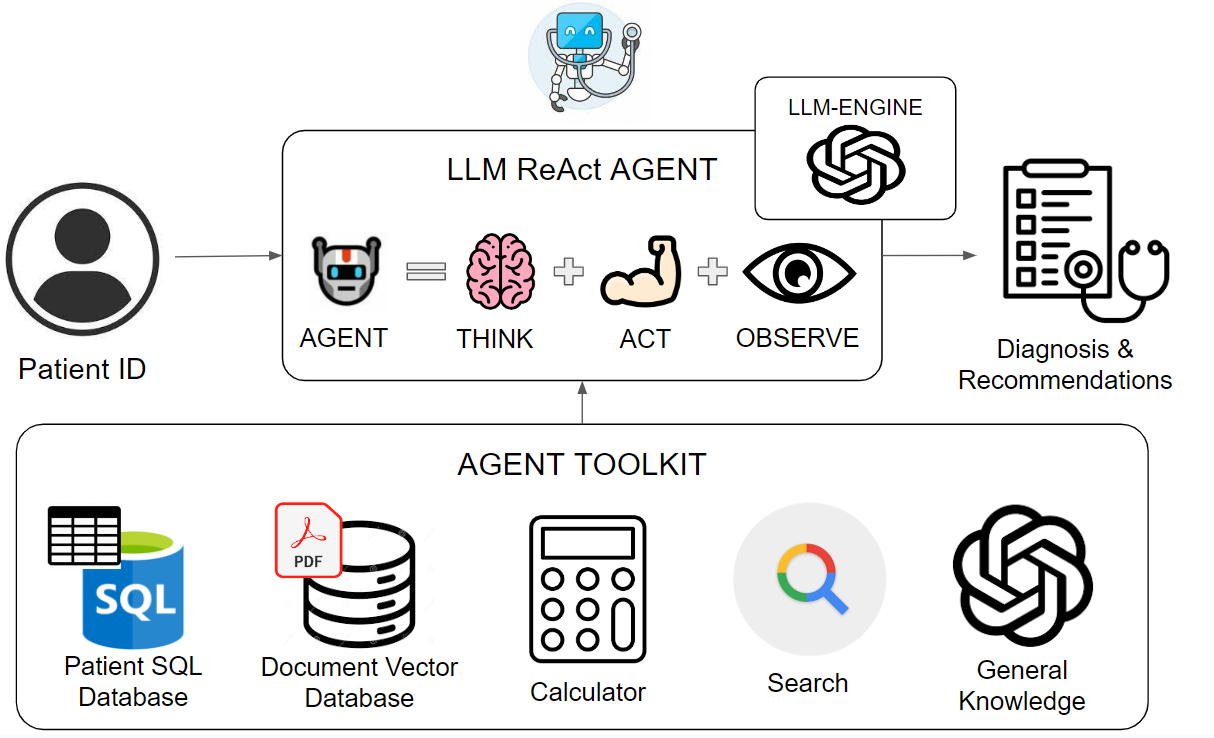 LLM-ENGINE
LLM ReAct AGENT
AGENT
THINK
ACT
OBSERVE
Patient ID
Diagnosis &
Recommendations
AGENT TOOLKIT
PDF
SQL
Patient SQL
Database
Document Vector
Database
Calculator
Search
General
Knowledge